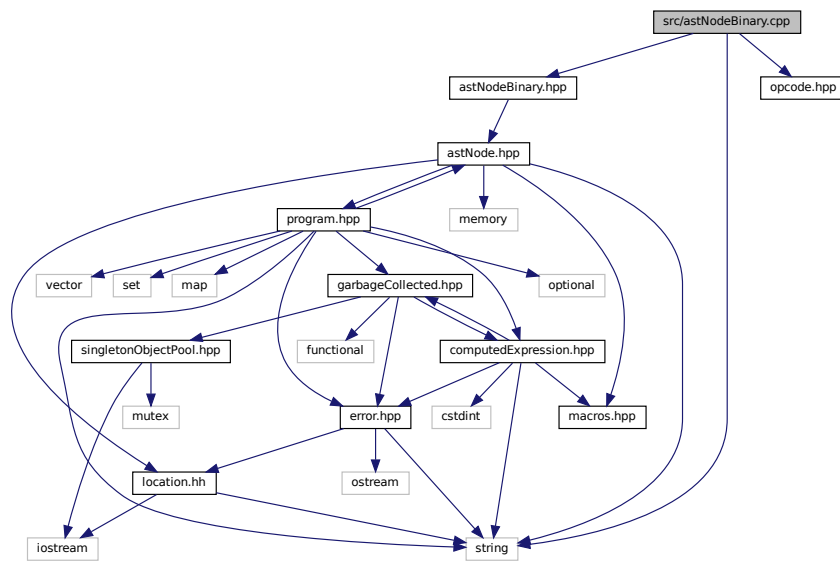 src/astNodeBinary.cpp
astNodeBinary.hpp
opcode.hpp
astNode.hpp
program.hpp
memory
vector
set
map
garbageCollected.hpp
optional
singletonObjectPool.hpp
functional
computedExpression.hpp
mutex
error.hpp
cstdint
macros.hpp
location.hh
ostream
iostream
string